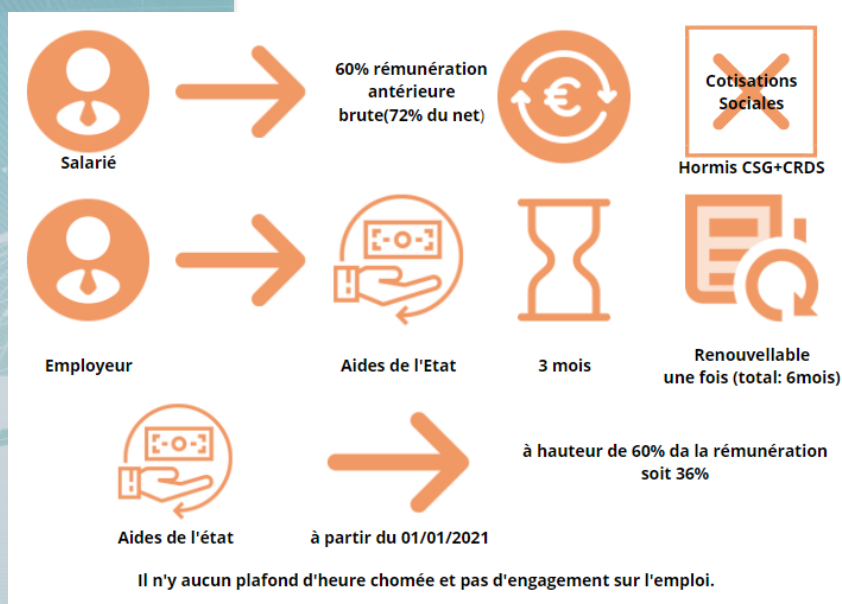 60% rémunération
antérieure
brute(72% du net)
Cotisations
Sociales
Salarié
Hormis CSG+CRDS
Employeur
Aides de l'Etat
3 mois
Renouvellable
une fois (total: 6mois)
à hauteur de 60% da la rémunération
soit 36%
Aides de l'état
à partir du 01/01/2021
Il n'y aucun plafond d'heure chomée et pas d'engagement sur l'emploi.